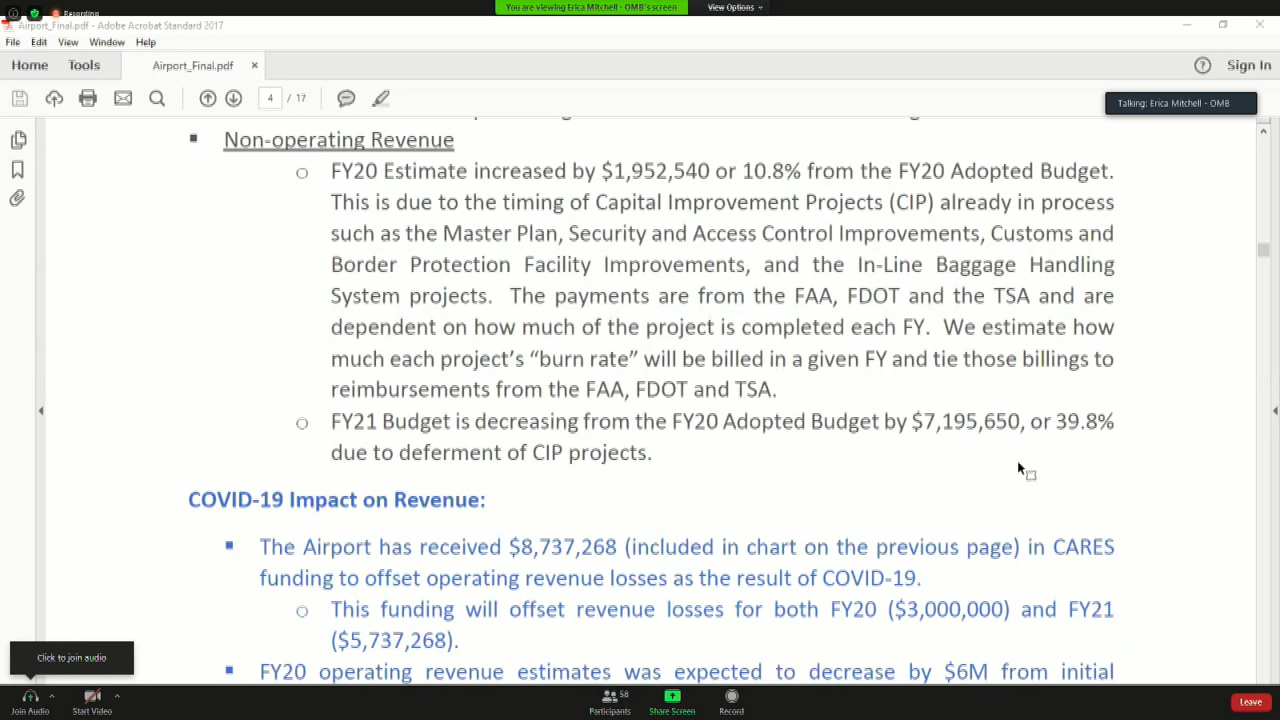 Recording
You are viewing Erica Mitchell - OMB's screen
View Options
Airport_Final.pdf - Adobe Acrobat Standard 2017
File Edit View Window Help
Home Tools Airport_Final.pdf × Sign In
4 / 17
Talking: Erica Mitchell - OMB
▪ Non-operating Revenue
○ FY20 Estimate increased by $1,952,540 or 10.8% from the FY20 Adopted Budget.
This is due to the timing of Capital Improvement Projects (CIP) already in process
such as the Master Plan, Security and Access Control Improvements, Customs and
Border Protection Facility Improvements, and the In-Line Baggage Handling
System projects. The payments are from the FAA, FDOT and the TSA and are
dependent on how much of the project is completed each FY. We estimate how
much each project's “burn rate” will be billed in a given FY and tie those billings to
reimbursements from the FAA, FDOT and TSA.
○ FY21 Budget is decreasing from the FY20 Adopted Budget by $7,195,650, or 39.8%
due to deferment of CIP projects.
COVID-19 Impact on Revenue:
▪ The Airport has received $8,737,268 (included in chart on the previous page) in CARES
funding to offset operating revenue losses as the result of COVID-19.
○ This funding will offset revenue losses for both FY20 ($3,000,000) and FY21
($5,737,268).
▪ FY20 operating revenue estimates was expected to decrease by $6M from initial
Click to join audio
Join Audio Start Video Participants 58 Share Screen Record Leave